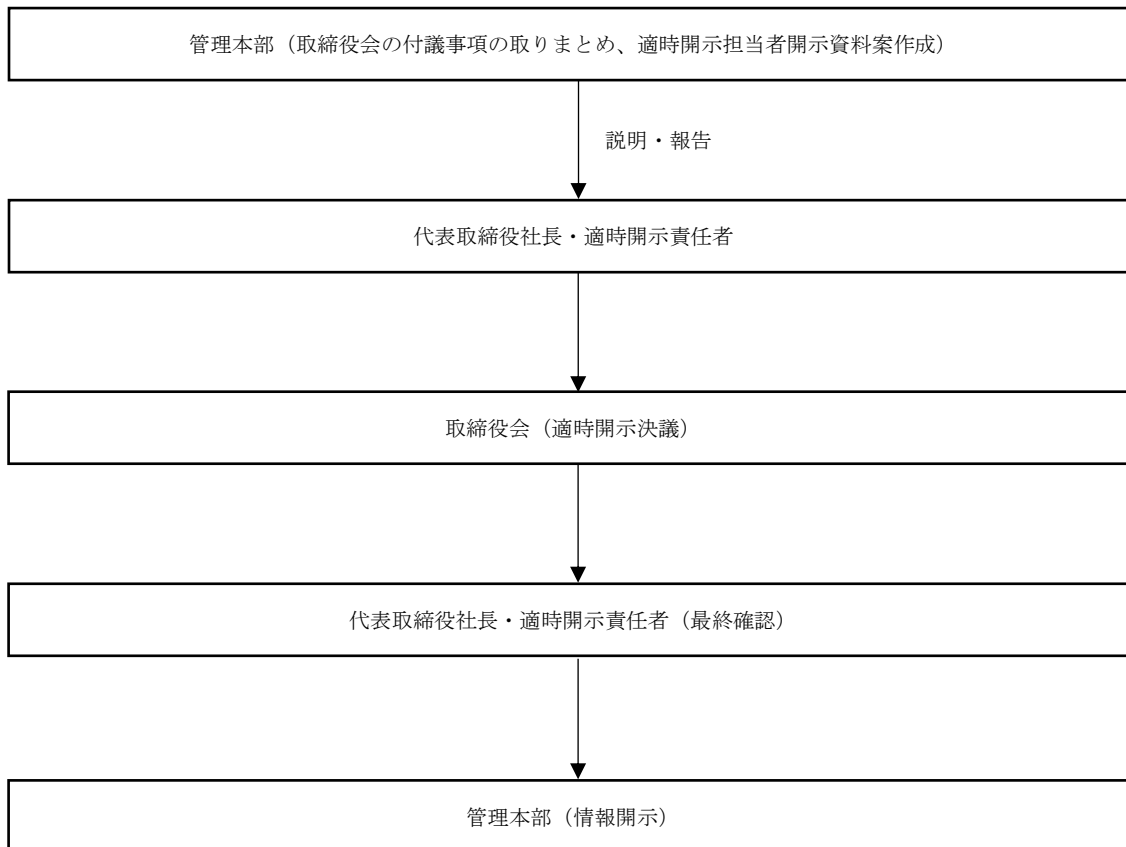 管理本部（取締役会の付議事項の取りまとめ、適時開示担当者開示資料案作成）
説明・報告
代表取締役社長・適時開示責任者
取締役会（適時開示決議）
代表取締役社長・適時開示責任者（最終確認）
管理本部（情報開示）